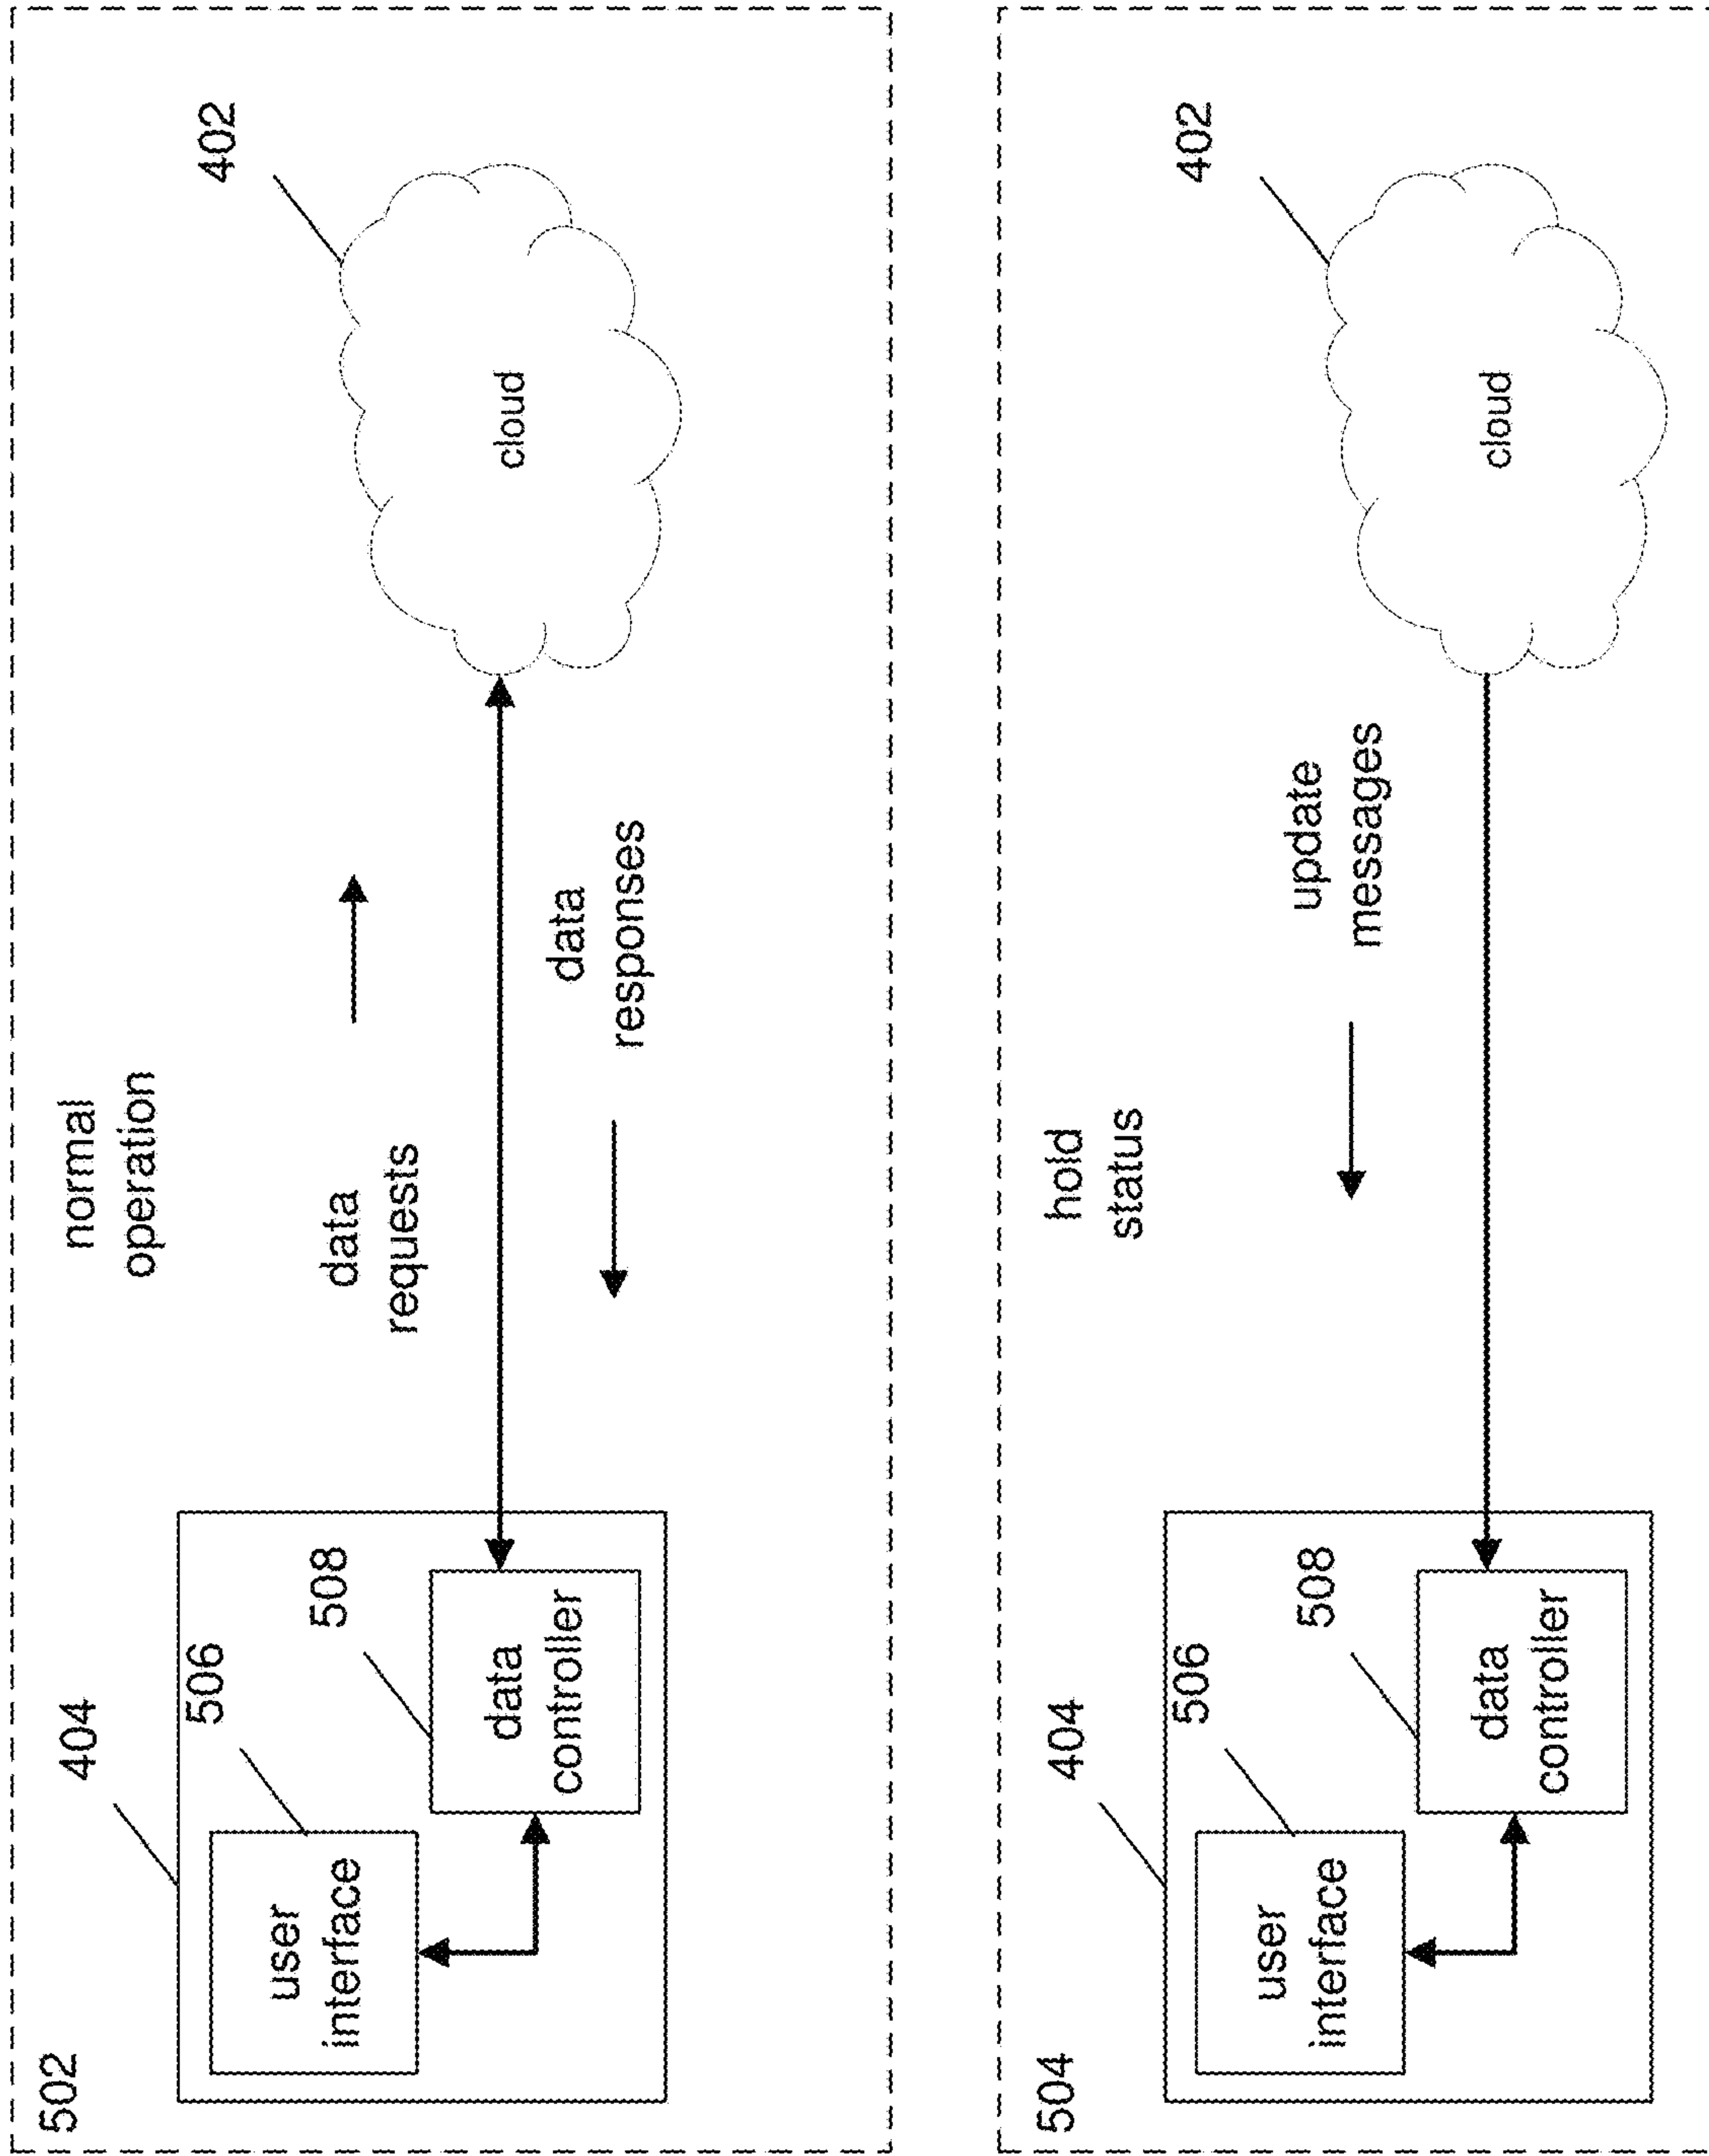 502
normal
operation
404
506
user
interface
508
data
controller
data
requests
data
responses
402
cloud
504
hold
status
404
506
user
interface
508
data
controller
update
messages
402
cloud